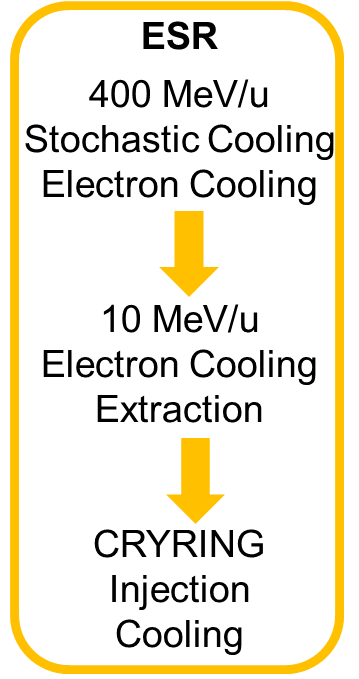 ESR
400 MeV/u
Stochastic Cooling
Electron Cooling
10 MeV/u
Electron Cooling
Extraction
CRYRING
Injection
Cooling